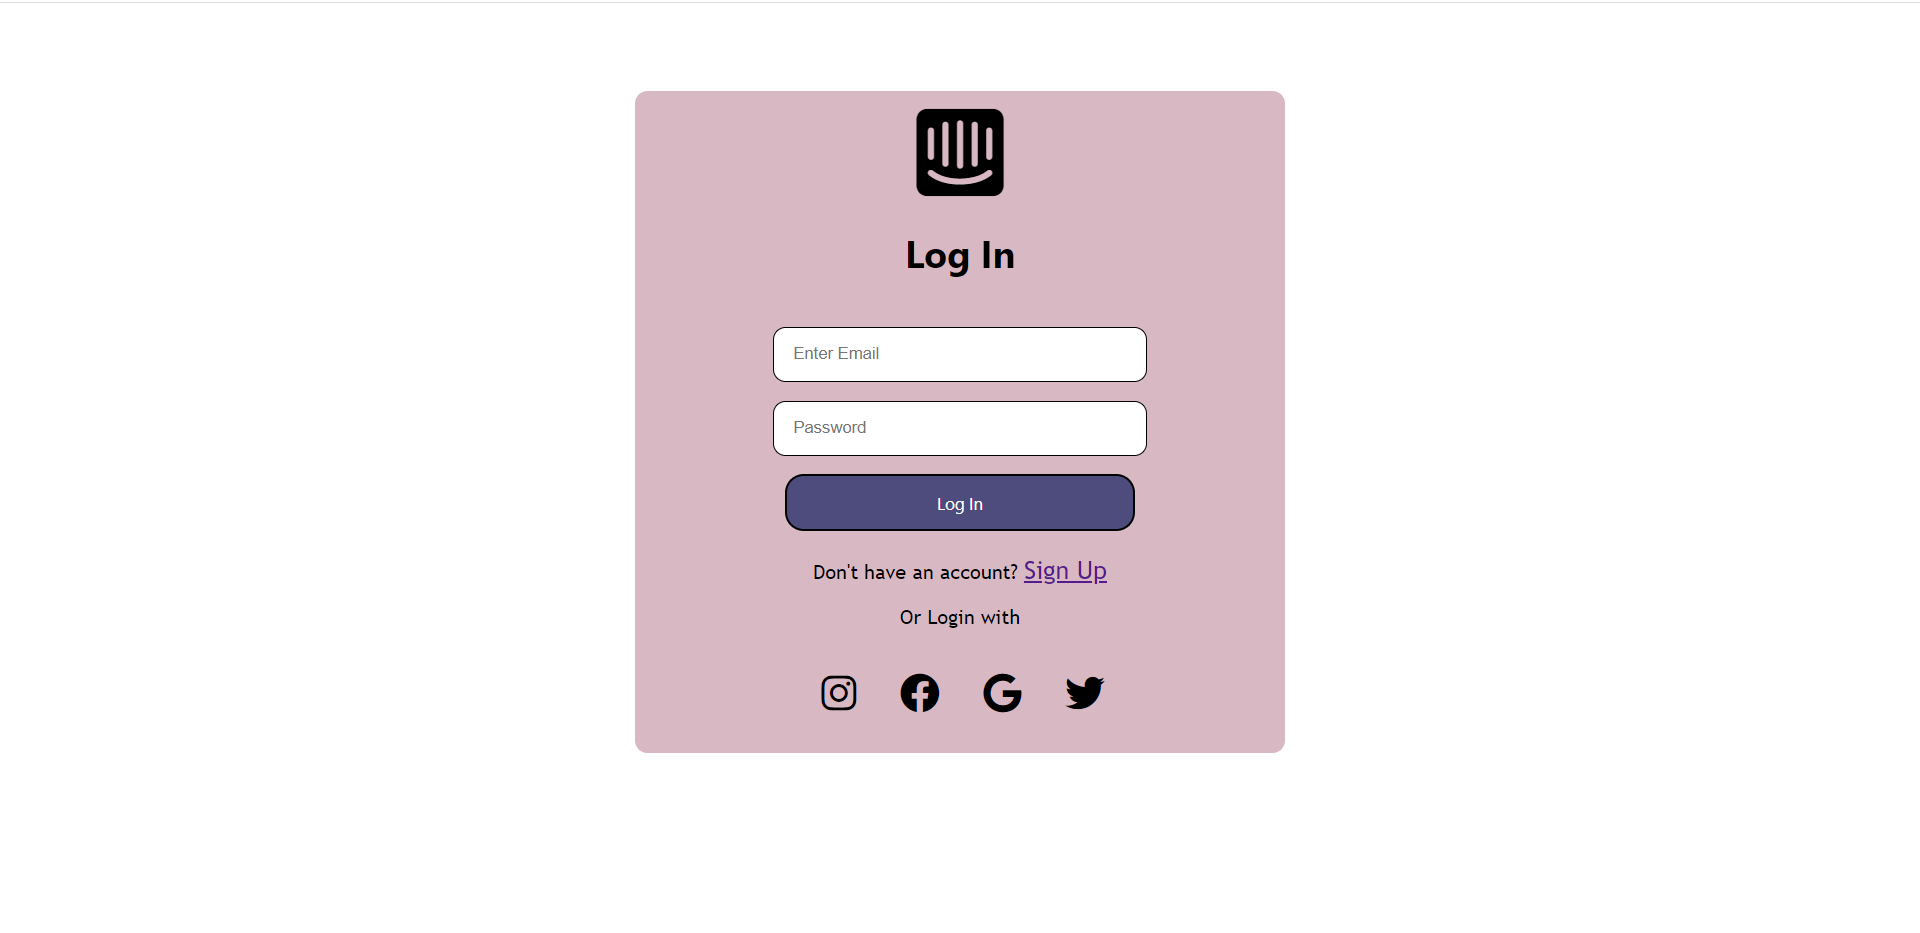 Log In
Enter Email
Password
Log In
Don't have an account? Sign Up
Or Login with